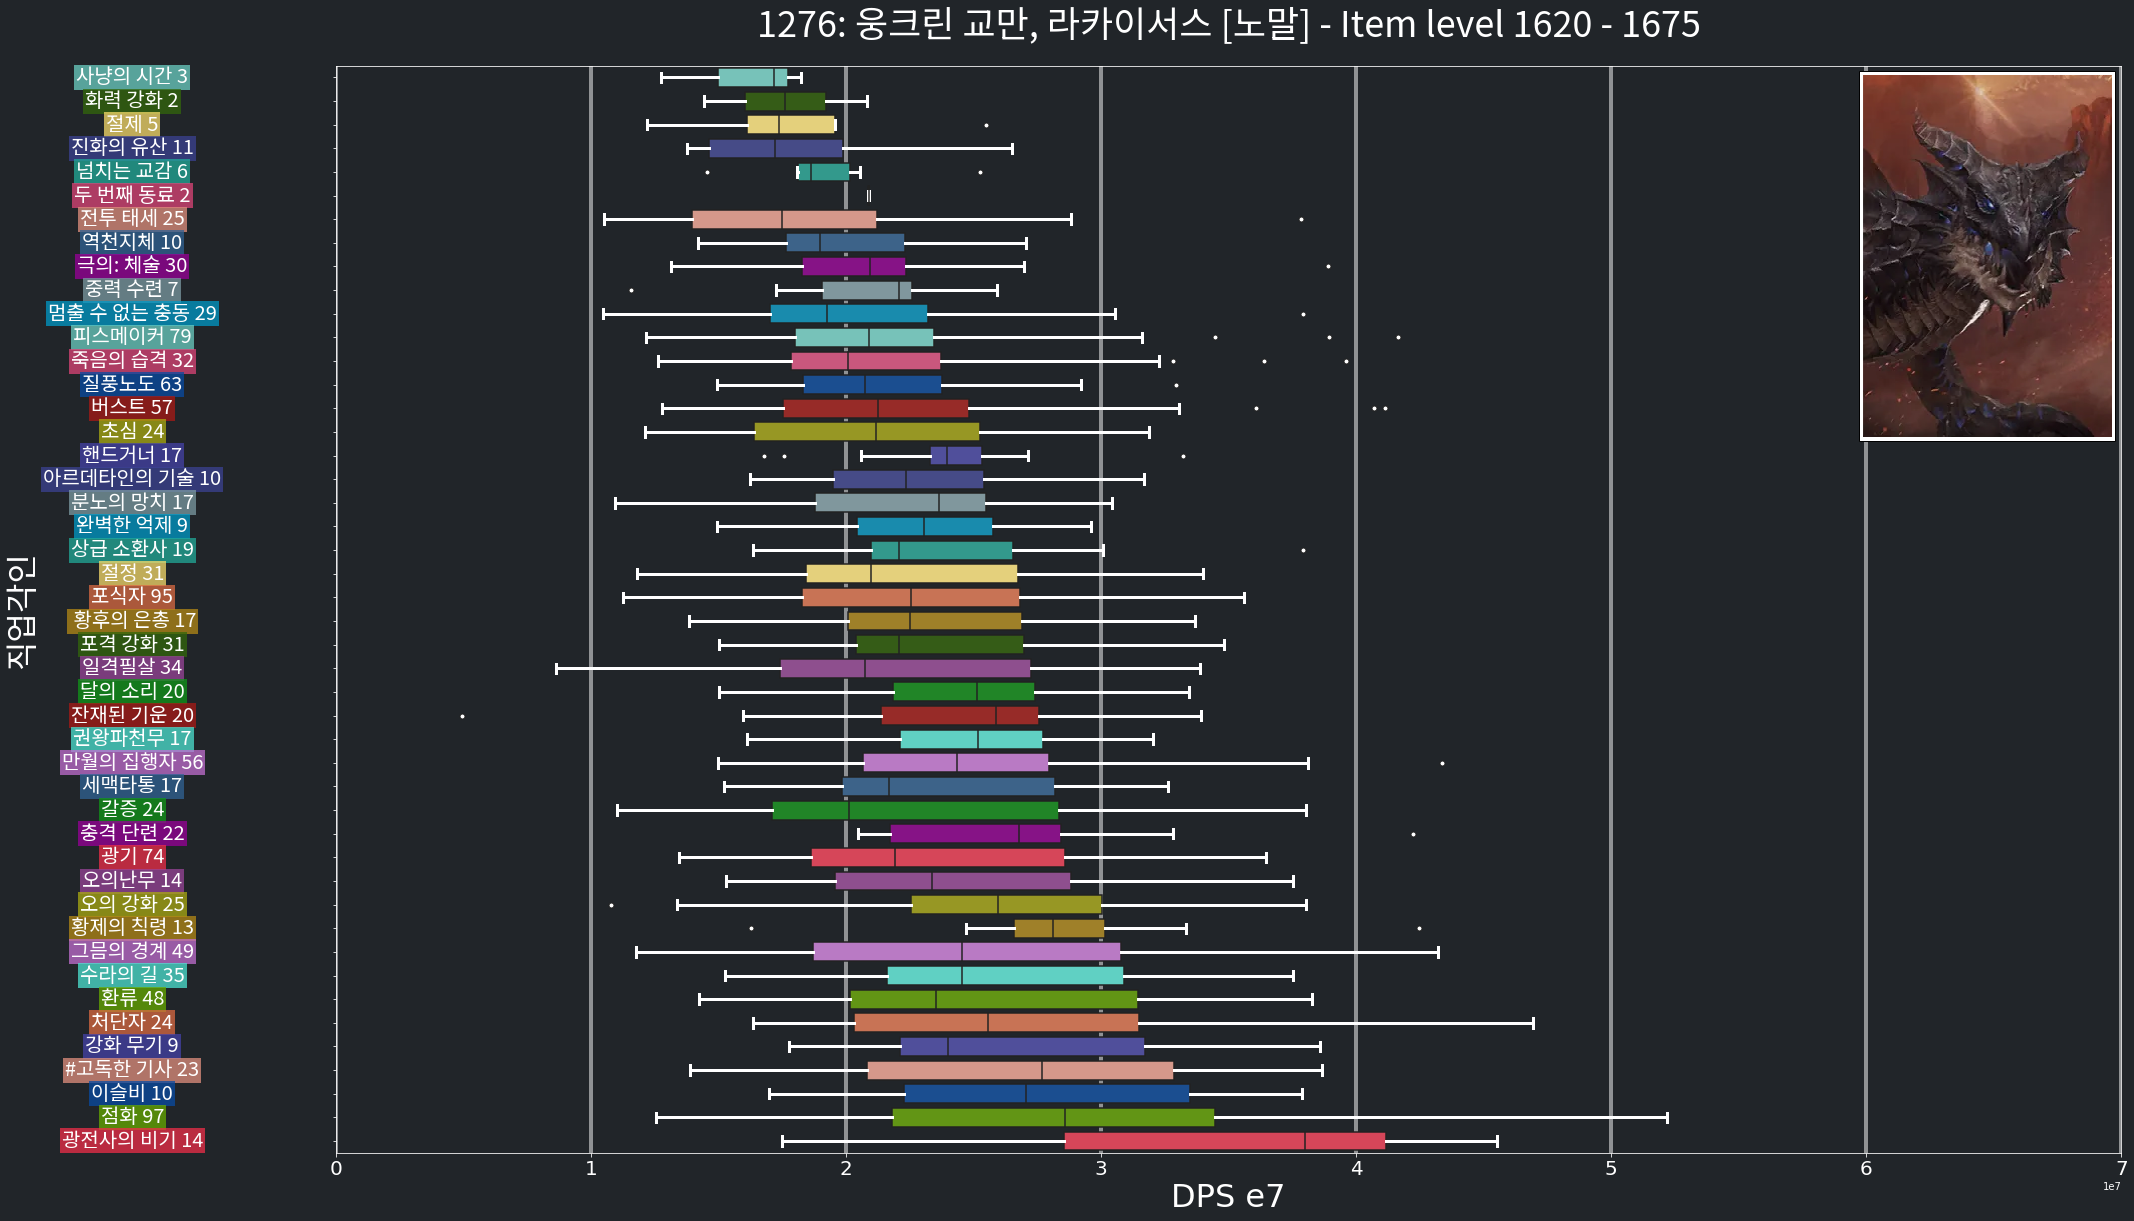 1276: 웅크린 교만, 라카이서스 [노말] - Item level 1620 - 1675
직업각인
사냥의 시간 3
화력 강화 2
절제 5
진화의 유산 11
넘치는 교감 6
두 번째 동료 2
전투 태세 25
역천지체 10
극의: 체술 30
중력 수련 7
멈출 수 없는 충동 29
피스메이커 79
죽음의 습격 32
질풍노도 63
버스트 57
초심 24
핸드거너 17
아르데타인의 기술 10
분노의 망치 17
완벽한 억제 9
상급 소환사 19
절정 31
포식자 95
황후의 은총 17
포격 강화 31
일격필살 34
달의 소리 20
잔재된 기운 20
권왕파천무 17
만월의 집행자 56
세맥타통 17
갈증 24
충격 단련 22
광기 74
오의난무 14
오의 강화 25
황제의 칙령 13
그믐의 경계 49
수라의 길 35
환류 48
처단자 24
강화 무기 9
#고독한 기사 23
이슬비 10
점화 97
광전사의 비기 14
0 1 2 3 4 5 6 7
1e7
DPS e7